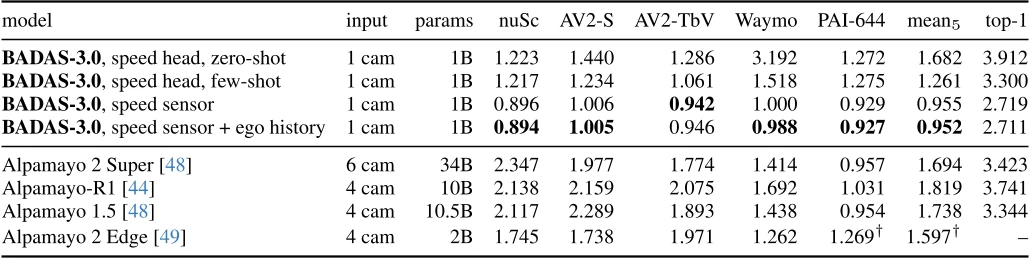 model input params nuSc AV2-S AV2-TbV Waymo PAI-644 mean₅ top-1
BADAS-3.0, speed head, zero-shot 1 cam 1B 1.223 1.440 1.286 3.192 1.272 1.682 3.912
BADAS-3.0, speed head, few-shot 1 cam 1B 1.217 1.234 1.061 1.518 1.275 1.261 3.300
BADAS-3.0, speed sensor 1 cam 1B 0.896 1.006 0.942 1.000 0.929 0.955 2.719
BADAS-3.0, speed sensor + ego history 1 cam 1B 0.894 1.005 0.946 0.988 0.927 0.952 2.711
Alpamayo 2 Super [48] 6 cam 34B 2.347 1.977 1.774 1.414 0.957 1.694 3.423
Alpamayo-R1 [44] 4 cam 10B 2.138 2.159 2.075 1.692 1.031 1.819 3.741
Alpamayo 1.5 [48] 4 cam 10.5B 2.117 2.289 1.893 1.438 0.954 1.738 3.344
Alpamayo 2 Edge [49] 4 cam 2B 1.745 1.738 1.971 1.262 1.269† 1.597† –